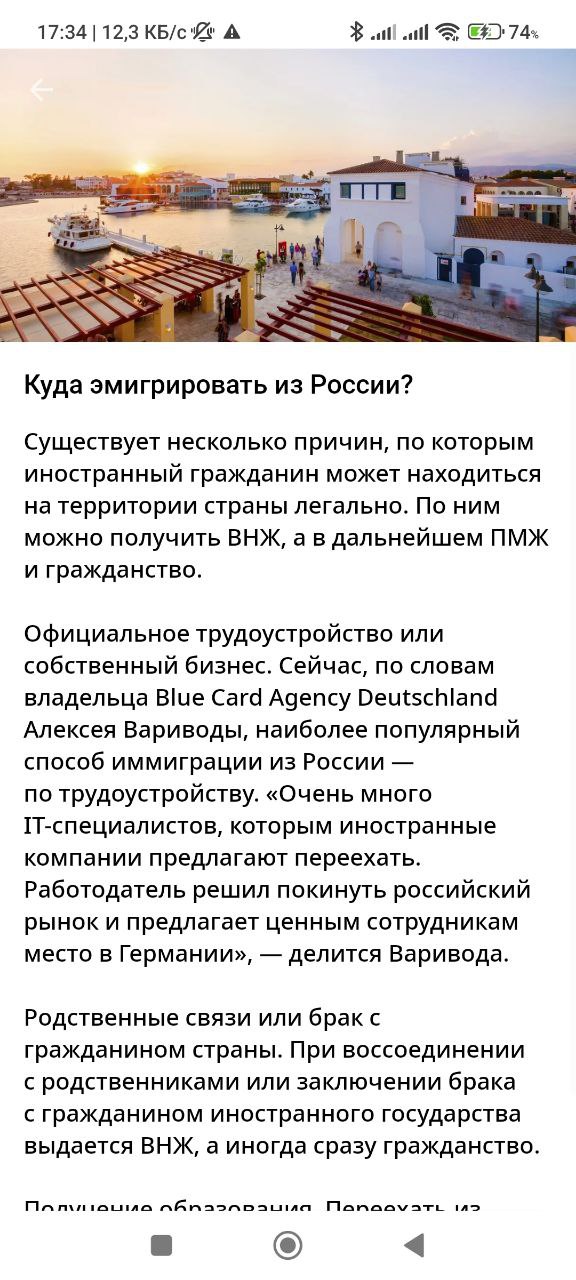 17:34 | 12,3 КБ/с
74%
Куда эмигрировать из России?
Существует несколько причин, по которым
иностранный гражданин может находиться
на территории страны легально. По ним
можно получить ВНЖ, а в дальнейшем ПМЖ
и гражданство.
Официальное трудоустройство или
собственный бизнес. Сейчас, по словам
владельца Blue Card Agency Deutschland
Алексея Вариводы, наиболее популярный
способ иммиграции из России —
по трудоустройству. «Очень много
IT-специалистов, которым иностранные
компании предлагают переехать.
Работодатель решил покинуть российский
рынок и предлагает ценным сотрудникам
место в Германии», — делится Варивода.
Родственные связи или брак с
гражданином страны. При воссоединении
с родственниками или заключении брака
с гражданином иностранного государства
выдается ВНЖ, а иногда сразу гражданство.
Получение образования. Переехать из